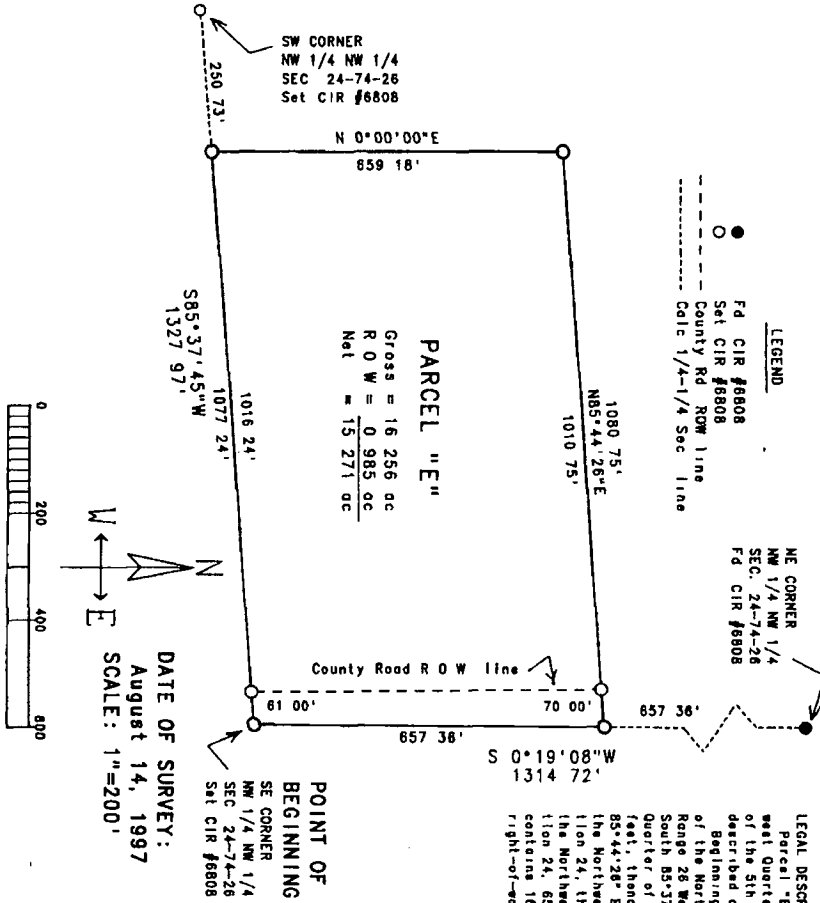 SW CORNER
NW 1/4 NW 1/4
SEC 24-74-26
Set CIR #6808
250 73'
N 0°00'00"E
659 18'
LEGEND
Fd CIR #6808
Set CIR #6808
County Rd ROW line
Calc 1/4-1/4 Sec line
NE CORNER
NW 1/4 NW 1/4
SEC. 24-74-26
Fd CIR #6808
1080 75'
N85°44'26"E
1010 75'
PARCEL "E"
Gross = 16 256 ac
R O W = 0 985 ac
Net = 15 271 ac
1016 24'
1077 24'
S85°37'45"W
1327 97'
County Road R O W line
61 00'
70 00'
657 36'
657 36'
S 0°19'08"W
1314 72'
0 200 400 600
N
W E
DATE OF SURVEY:
August 14, 1997
SCALE: 1"=200'
POINT OF
BEGINNING
SE CORNER
NW 1/4 NW 1/4
SEC 24-74-26
Set CIR #6808
LEGAL DESCR
Parcel "E
west Quarte
of the 5th
described a
Beginning
of the Nort
Range 26 We
South 85°37
Quarter of
feet, thenc
85°44'26" E
the Northwe
tion 24, th
the Northwe
tion 24, 65
contains 16
right-of-wa